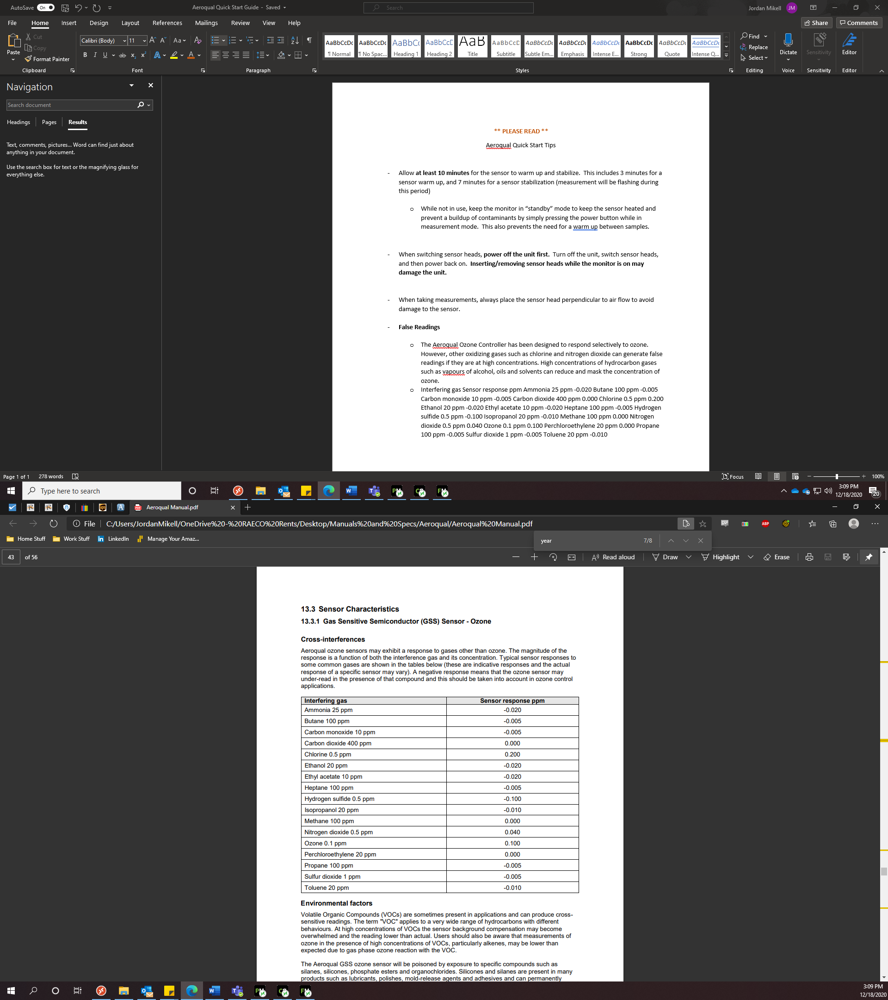 AutoSave On Aeroqual Quick Start Guide - Saved Search Jordan Mikell JM
File Home Insert Design Layout References Mailings Review View Help Share Comments
Paste Cut Copy Format Painter
Calibri (Body) 11 Aa
AaBbCcDc AaBbCcDc AaBbCc AaBbCcD AaB AaBbCcD AaBbCcDc AaBbCcDc AaBbCcDc AaBbCcDc AaBbCcDc AaBbCcDc
¶ Normal ¶ No Spac... Heading 1 Heading 2 Title Subtitle Subtle Em... Emphasis Intense E... Strong Quote Intense Q...
Find Replace Select Dictate Sensitivity Editor
Clipboard Font Paragraph Styles Editing Voice Sensitivity Editor
Navigation
Search document
Headings Pages Results
Text, comments, pictures... Word can find just about
anything in your document.
Use the search box for text or the magnifying glass for
everything else.
** PLEASE READ **
Aeroqual Quick Start Tips
- Allow at least 10 minutes for the sensor to warm up and stabilize. This includes 3 minutes for a
sensor warm up, and 7 minutes for a sensor stabilization (measurement will be flashing during
this period)
o While not in use, keep the monitor in “standby” mode to keep the sensor heated and
prevent a buildup of contaminants by simply pressing the power button while in
measurement mode. This also prevents the need for a warm up between samples.
- When switching sensor heads, power off the unit first. Turn off the unit, switch sensor heads,
and then power back on. Inserting/removing sensor heads while the monitor is on may
damage the unit.
- When taking measurements, always place the sensor head perpendicular to air flow to avoid
damage to the sensor.
- False Readings
o The Aeroqual Ozone Controller has been designed to respond selectively to ozone.
However, other oxidizing gases such as chlorine and nitrogen dioxide can generate false
readings if they are at high concentrations. High concentrations of hydrocarbon gases
such as vapours of alcohol, oils and solvents can reduce and mask the concentration of
ozone.
o Interfering gas Sensor response ppm Ammonia 25 ppm -0.020 Butane 100 ppm -0.005
Carbon monoxide 10 ppm -0.005 Carbon dioxide 400 ppm 0.000 Chlorine 0.5 ppm 0.200
Ethanol 20 ppm -0.020 Ethyl acetate 10 ppm -0.020 Heptane 100 ppm -0.005 Hydrogen
sulfide 0.5 ppm -0.100 Isopropanol 20 ppm -0.010 Methane 100 ppm 0.000 Nitrogen
dioxide 0.5 ppm 0.040 Ozone 0.1 ppm 0.100 Perchloroethylene 20 ppm 0.000 Propane
100 ppm -0.005 Sulfur dioxide 1 ppm -0.005 Toluene 20 ppm -0.010
Page 1 of 1 278 words Focus 100%
Type here to search 3:09 PM
12/18/2020 20
Aeroqual Manual.pdf
File C:/Users/JordanMikell/OneDrive%20-%20RAECO%20Rents/Desktop/Manuals%20and%20Specs/Aeroqual/Aeroqual%20Manual.pdf ABP
Home Stuff Work Stuff LinkedIn Manage Your Amaz...
year 7/8
43 of 56 Read aloud Draw Highlight Erase
13.3 Sensor Characteristics
13.3.1 Gas Sensitive Semiconductor (GSS) Sensor - Ozone
Cross-interferences
Aeroqual ozone sensors may exhibit a response to gases other than ozone. The magnitude of the
response is a function of both the interference gas and its concentration. Typical sensor responses to
some common gases are shown in the tables below (these are indicative responses and the actual
response of a specific sensor may vary). A negative response means that the ozone sensor may
under-read in the presence of that compound and this should be taken into account in ozone control
applications.
Interfering gas Sensor response ppm
Ammonia 25 ppm -0.020
Butane 100 ppm -0.005
Carbon monoxide 10 ppm -0.005
Carbon dioxide 400 ppm 0.000
Chlorine 0.5 ppm 0.200
Ethanol 20 ppm -0.020
Ethyl acetate 10 ppm -0.020
Heptane 100 ppm -0.005
Hydrogen sulfide 0.5 ppm -0.100
Isopropanol 20 ppm -0.010
Methane 100 ppm 0.000
Nitrogen dioxide 0.5 ppm 0.040
Ozone 0.1 ppm 0.100
Perchloroethylene 20 ppm 0.000
Propane 100 ppm -0.005
Sulfur dioxide 1 ppm -0.005
Toluene 20 ppm -0.010
Environmental factors
Volatile Organic Compounds (VOCs) are sometimes present in applications and can produce cross-
sensitive readings. The term "VOC" applies to a very wide range of hydrocarbons with different
behaviours. At high concentrations of VOCs the sensor background compensation may become
overwhelmed and the reading lower than actual. Users should also be aware that measurements of
ozone in the presence of high concentrations of VOCs, particularly alkenes, may be lower than
expected due to gas phase ozone reaction with the VOC.
The Aeroqual GSS ozone sensor will be poisoned by exposure to specific compounds such as
silanes, silicones, phosphate esters and organochlorides. Silicones and silanes are present in many
products such as lubricants, polishes, mold-release agents and adhesives and can permanently
3:09 PM
12/18/2020